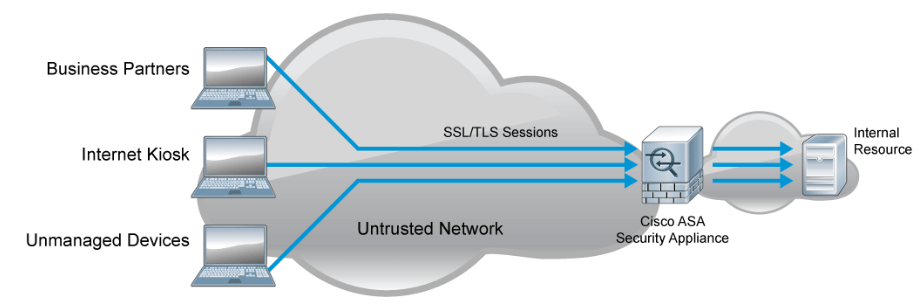 Business Partners
SSL/TLS Sessions
Internal
Resource
Internet Kiosk
Cisco ASA
Security Appliance
Untrusted Network
Unmanaged Devices